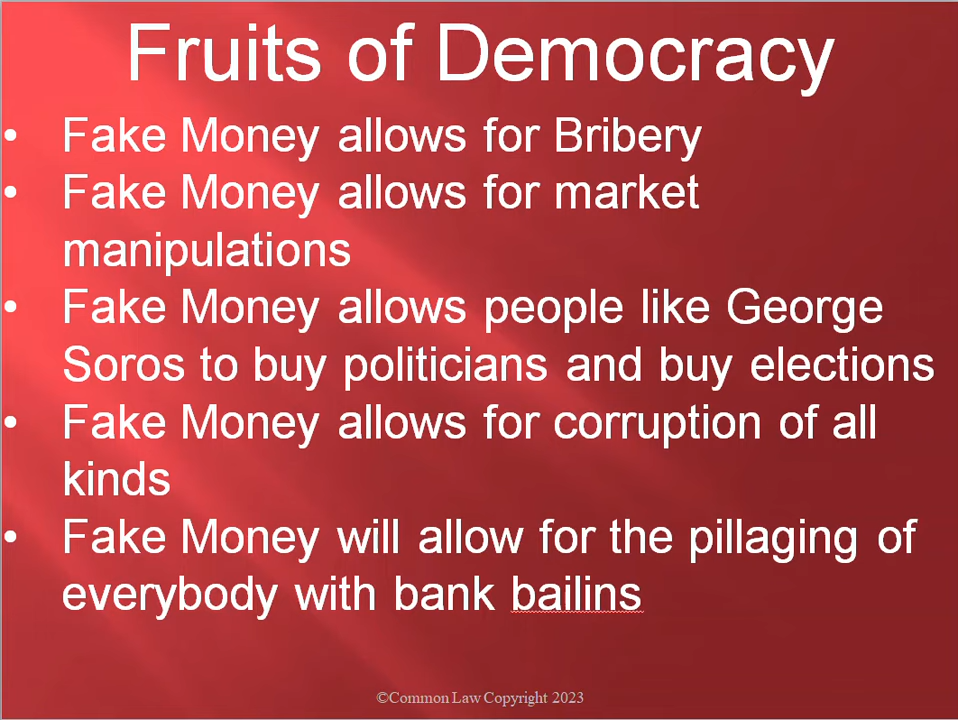 Fruits of Democracy
• Fake Money allows for Bribery
• Fake Money allows for market
manipulations
• Fake Money allows people like George
Soros to buy politicians and buy elections
• Fake Money allows for corruption of all
kinds
• Fake Money will allow for the pillaging of
everybody with bank bailins
©Common Law Copyright 2023